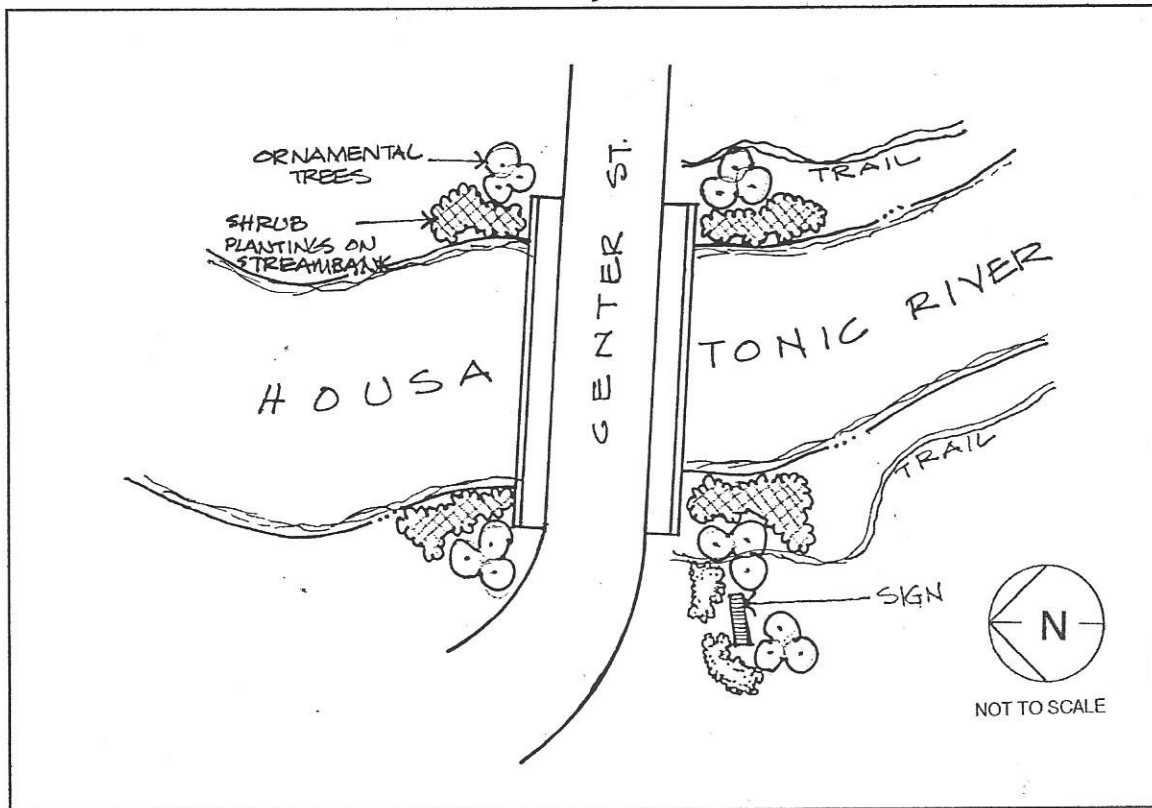 ORNAMENTAL
TREES
SHRUB
PLANTINGS ON
STREAMBANK
CENTER ST.
TRAIL
HOUSA
TONIC RIVER
TRAIL
SIGN
N
NOT TO SCALE